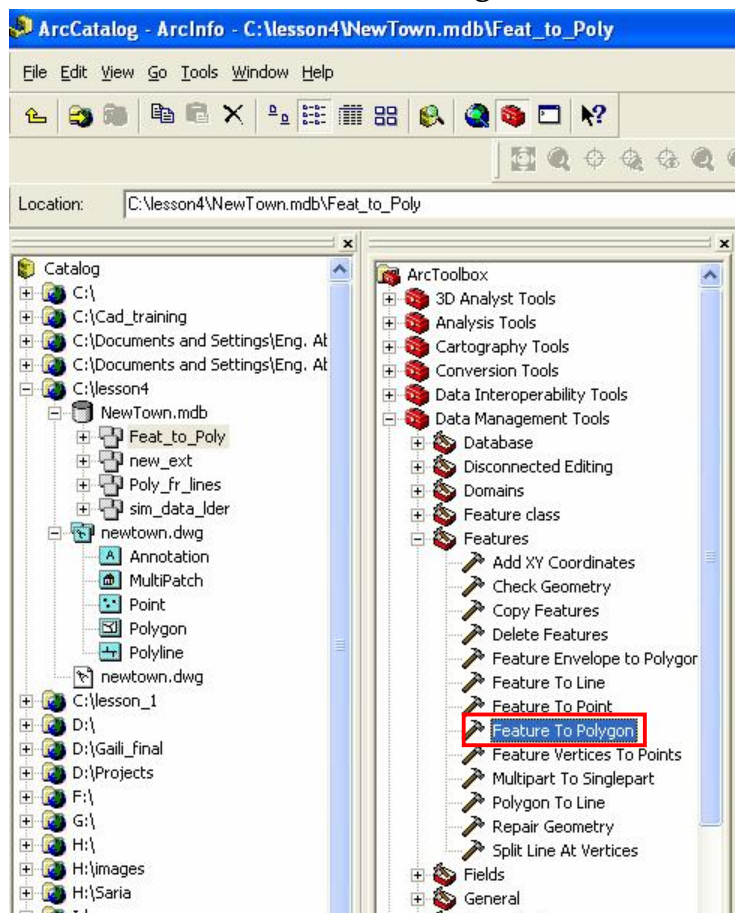 ArcCatalog - ArcInfo - C:\lesson4\NewTown.mdb\Feat_to_Poly
File Edit View Go Tools Window Help
Location: C:\lesson4\NewTown.mdb\Feat_to_Poly
Catalog
C:\
C:\Cad_training
C:\Documents and Settings\Eng. Ab
C:\Documents and Settings\Eng. Ab
C:\lesson4
NewTown.mdb
Feat_to_Poly
new_ext
Poly_fr_lines
sim_data_lder
newtown.dwg
Annotation
MultiPatch
Point
Polygon
Polyline
newtown.dwg
C:\lesson_1
D:\
D:\Gaili_final
D:\Projects
F:\
G:\
H:\
H:\images
H:\Saria
ArcToolbox
3D Analyst Tools
Analysis Tools
Cartography Tools
Conversion Tools
Data Interoperability Tools
Data Management Tools
Database
Disconnected Editing
Domains
Feature class
Features
Add XY Coordinates
Check Geometry
Copy Features
Delete Features
Feature Envelope to Polygon
Feature To Line
Feature To Point
Feature To Polygon
Feature Vertices To Points
Multipart To Singlepart
Polygon To Line
Repair Geometry
Split Line At Vertices
Fields
General